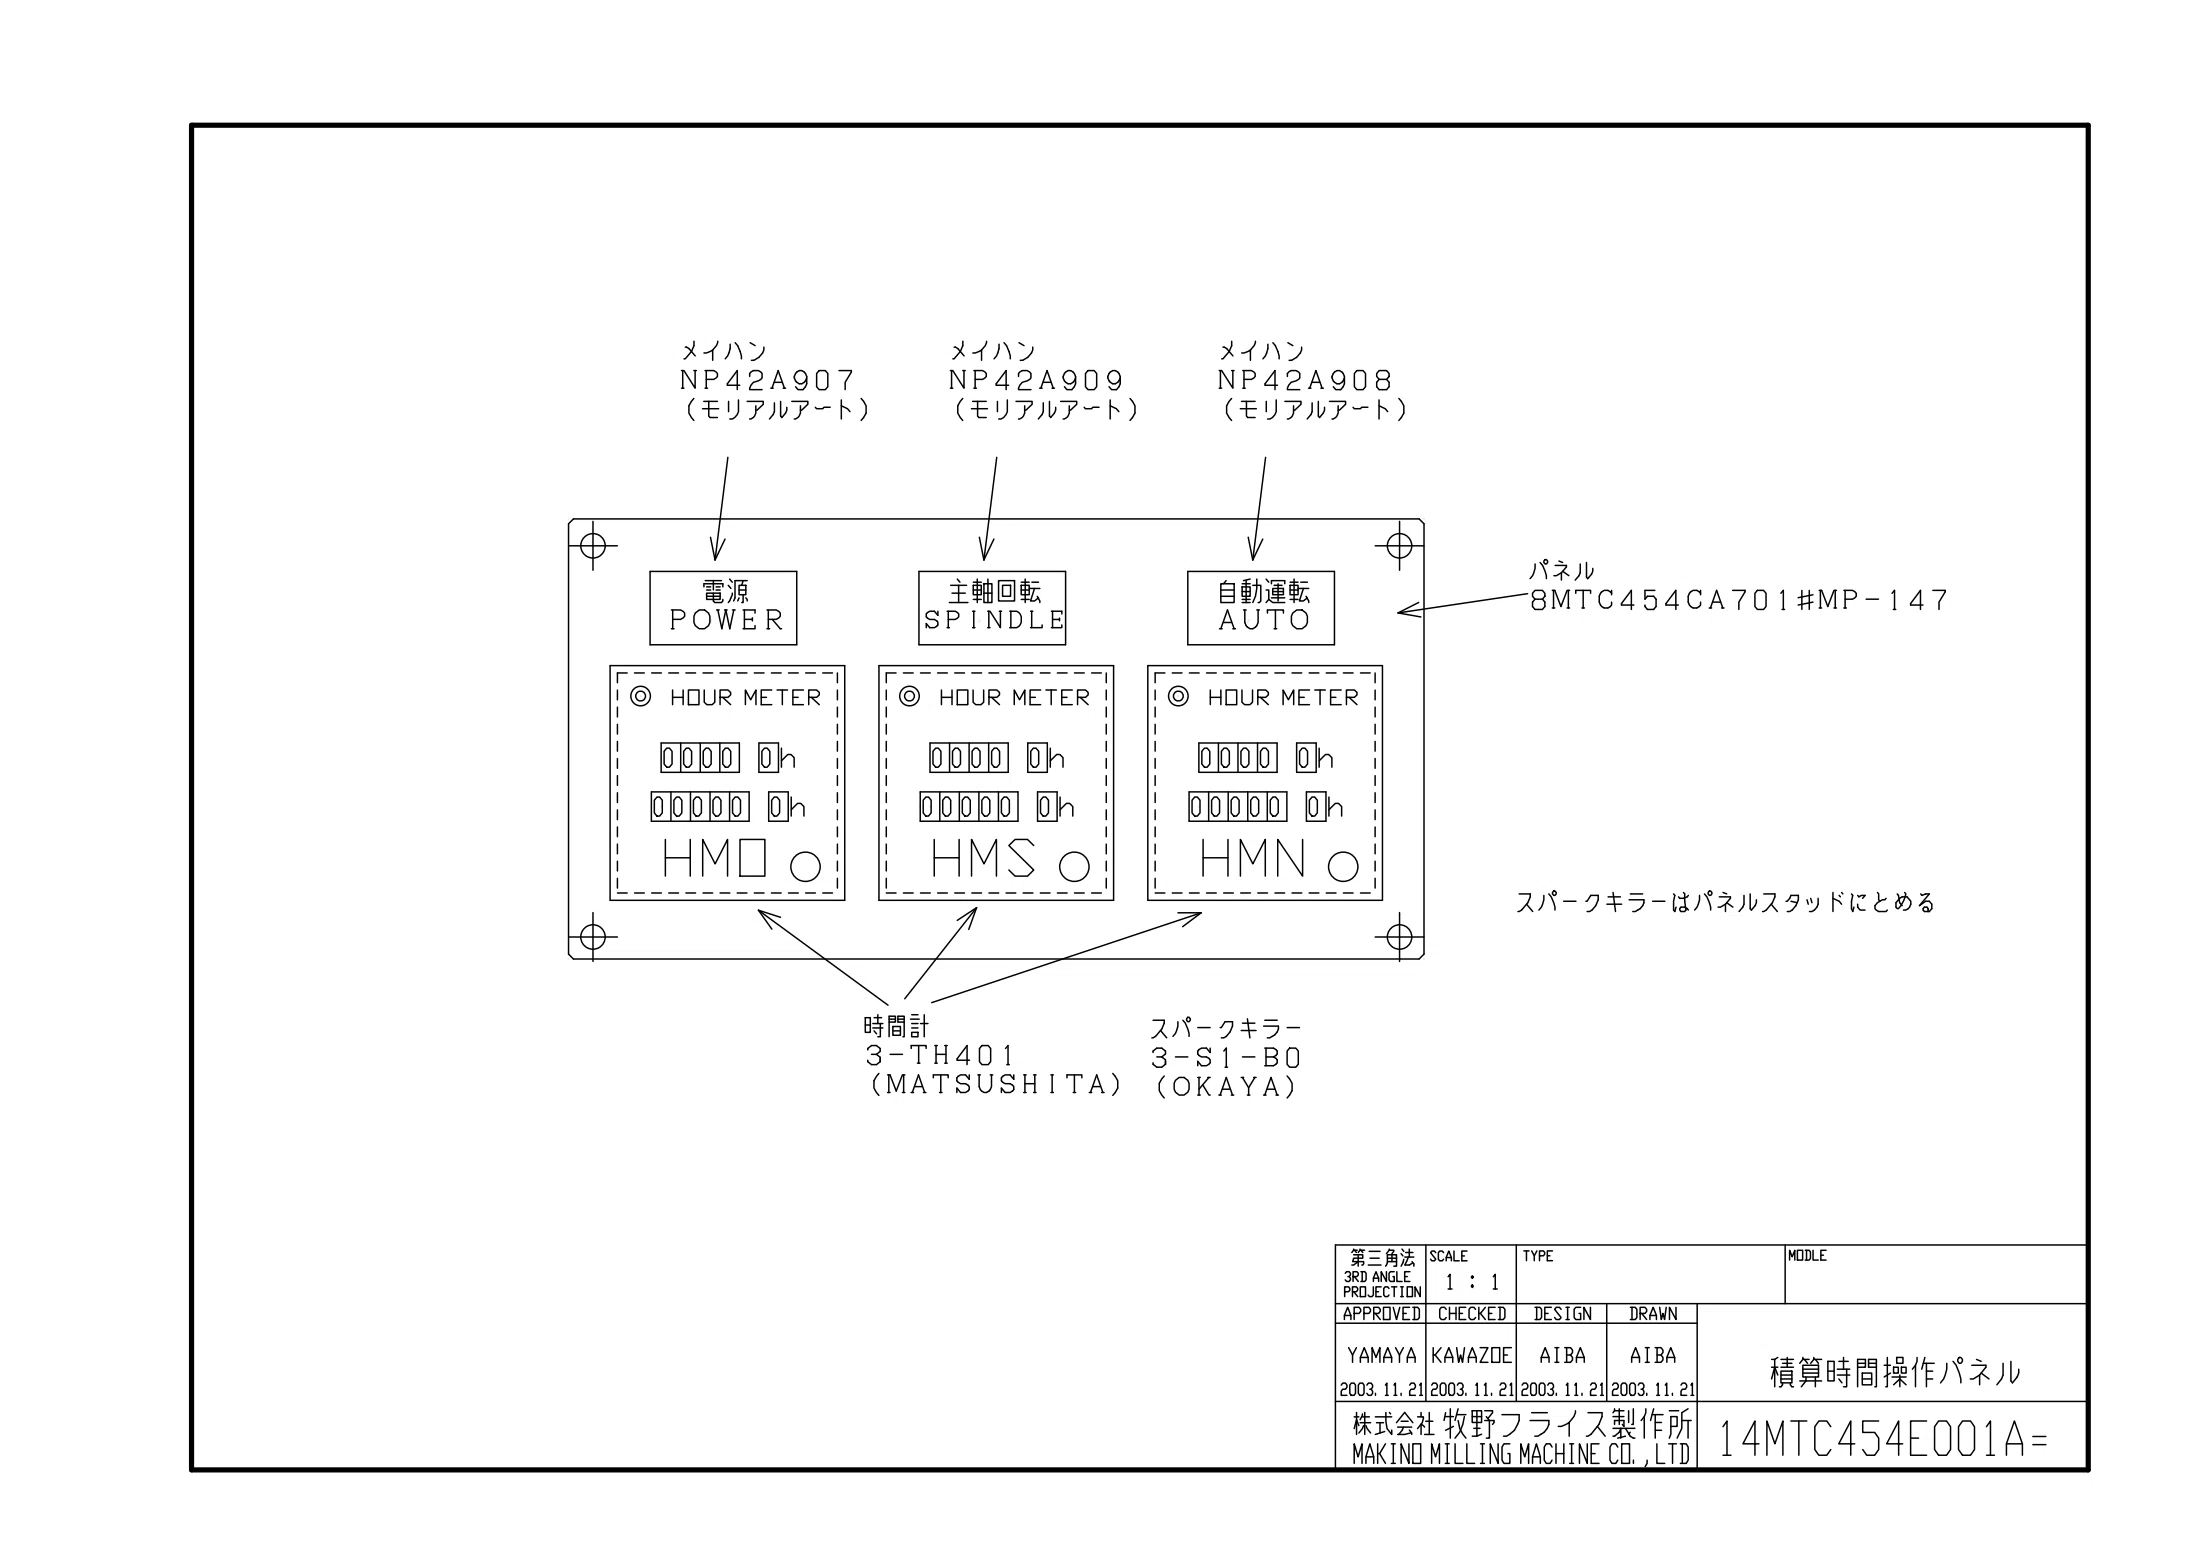 メイハン
NP42A907
(モリアルアート)
メイハン
NP42A909
(モリアルアート)
メイハン
NP42A908
(モリアルアート)
電源
POWER
主軸回転
SPINDLE
自動運転
AUTO
パネル
8MTC454CA701#MP-147
HOUR METER
0000 0h
00000 0h
HMO
HOUR METER
0000 0h
00000 0h
HMS
HOUR METER
0000 0h
00000 0h
HMN
スパークキラーはパネルスタッドにとめる
時間計
3-TH401
(MATSUSHITA)
スパークキラー
3-S1-B0
(OKAYA)
第三角法
3RD ANGLE
PROJECTION
SCALE
1 : 1
TYPE
MODLE
APPROVED CHECKED DESIGN DRAWN
YAMAYA KAWAZOE AIBA AIBA
2003.11.21 2003.11.21 2003.11.21 2003.11.21
積算時間操作パネル
株式会社 牧野フライス製作所
MAKINO MILLING MACHINE CO.,LTD
14MTC454E001A=